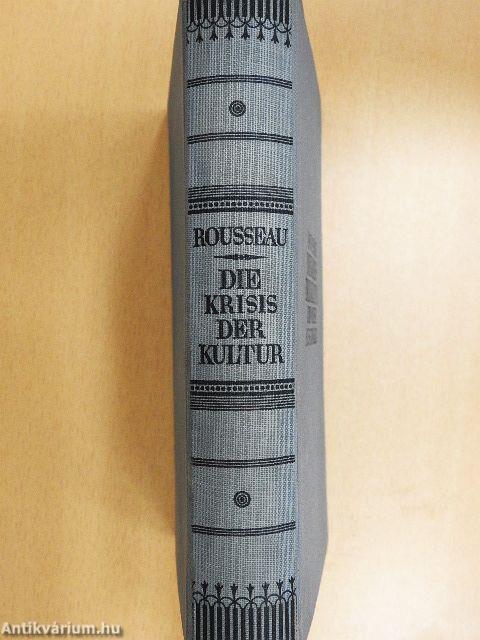 ROUSSEAU
DIE
KRISIS
DER
KULTUR
Antikvárium.hu